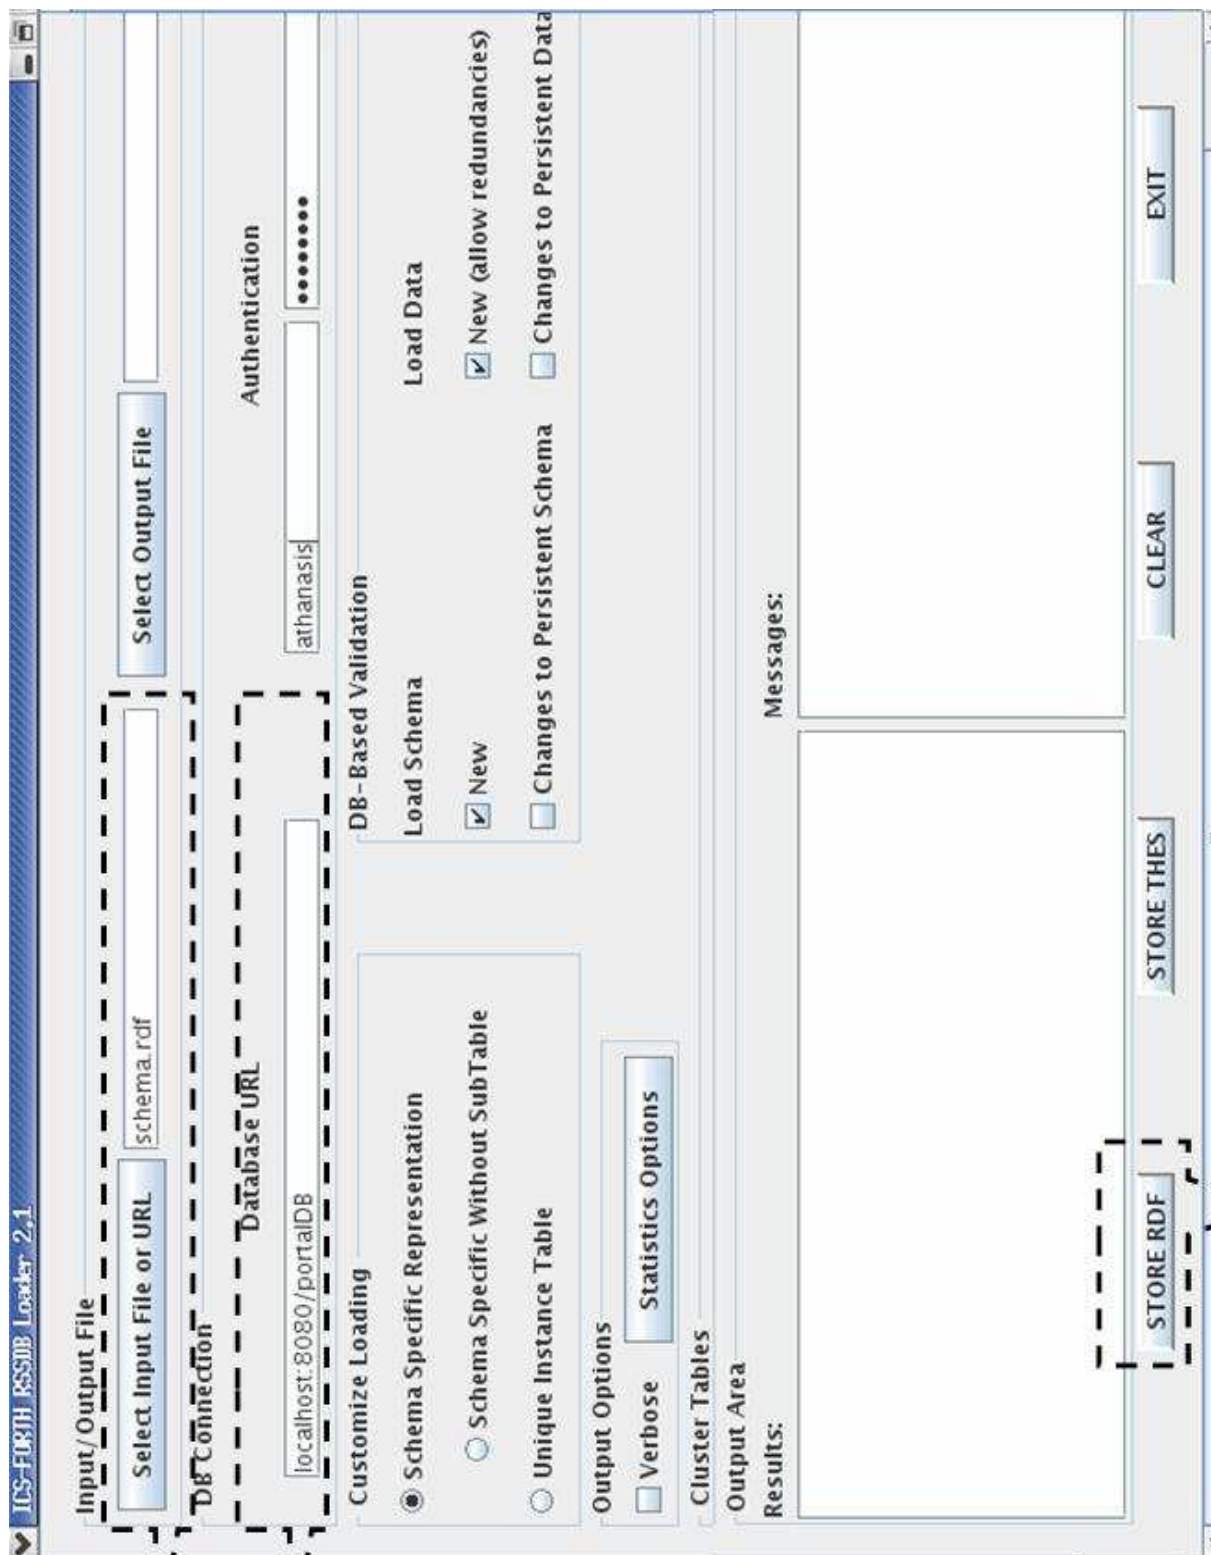 ICS-FORTH RSSDB Loader 2.1
Input/Output File
Select Input File or URL
schema.rdf
Select Output File
DB Connection
Database URL
Authentication
localhost:8080/portalDB
athanasis
••••••••
Customize Loading
DB-Based Validation
Schema Specific Representation
Load Schema
Load Data
Schema Specific Without SubTable
New
New (allow redundancies)
Unique Instance Table
Changes to Persistent Schema
Changes to Persistent Data
Output Options
Verbose
Statistics Options
Cluster Tables
Output Area
Results:
Messages:
STORE RDF
STORE THES
CLEAR
EXIT